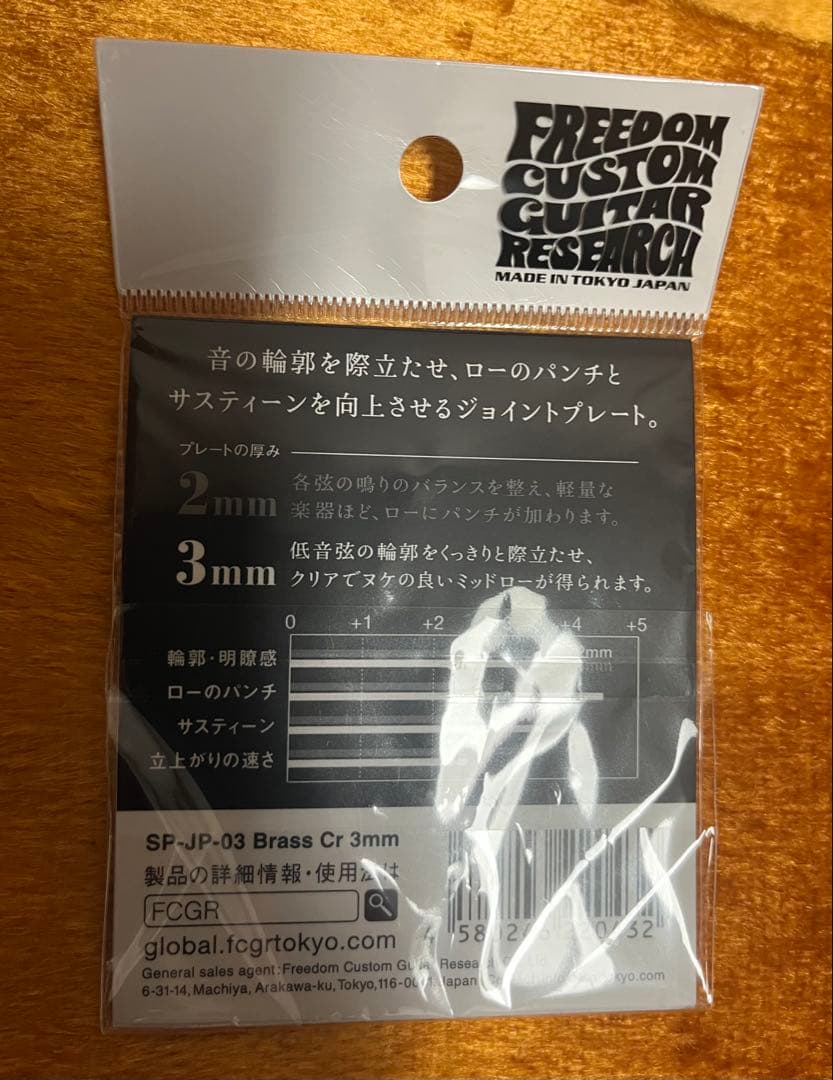 FREEDOM
CUSTOM
GUITAR
RESEARCH
MADE IN TOKYO JAPAN
音の輪郭を際立たせ、ローのパンチと
サスティーンを向上させるジョイントプレート。
プレートの厚み
2mm
各弦の鳴りのバランスを整え、軽量な
楽器ほど、ローにパンチが加わります。
3mm
低音弦の輪郭をくっきりと際立たせ、
クリアでヌケの良いミッドローが得られます。
0 +1 +2 +4 +5
輪郭・明瞭感
2mm
3mm
ローのパンチ
サスティーン
立上がりの速さ
SP-JP-03 Brass Cr 3mm
製品の詳細情報・使用法は
FCGR
global.fcgrtokyo.com
General sales agent:Freedom Custom Guitar Research
6-31-14, Machiya, Arakawa-ku, Tokyo, Japan